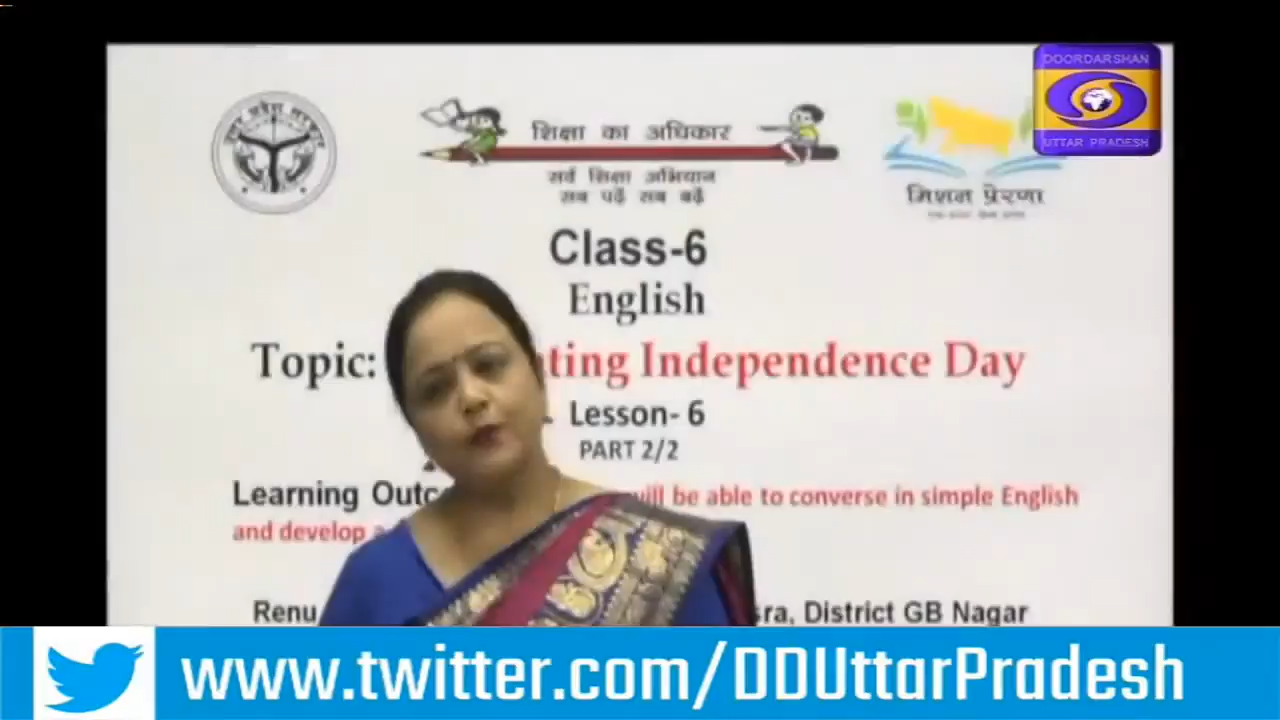 DOORDARSHAN
UTTAR PRADESH
शिक्षा का अधिकार
सर्व शिक्षा अभियान
सब पढ़ें सब बढ़ें
मिशन प्रेरणा
Class-6
English
Topic: ting Independence Day
Lesson- 6
PART 2/2
Learning Outc will be able to converse in simple English
and develop a
Renu sra, District GB Nagar
www.twitter.com/DDUttarPradesh